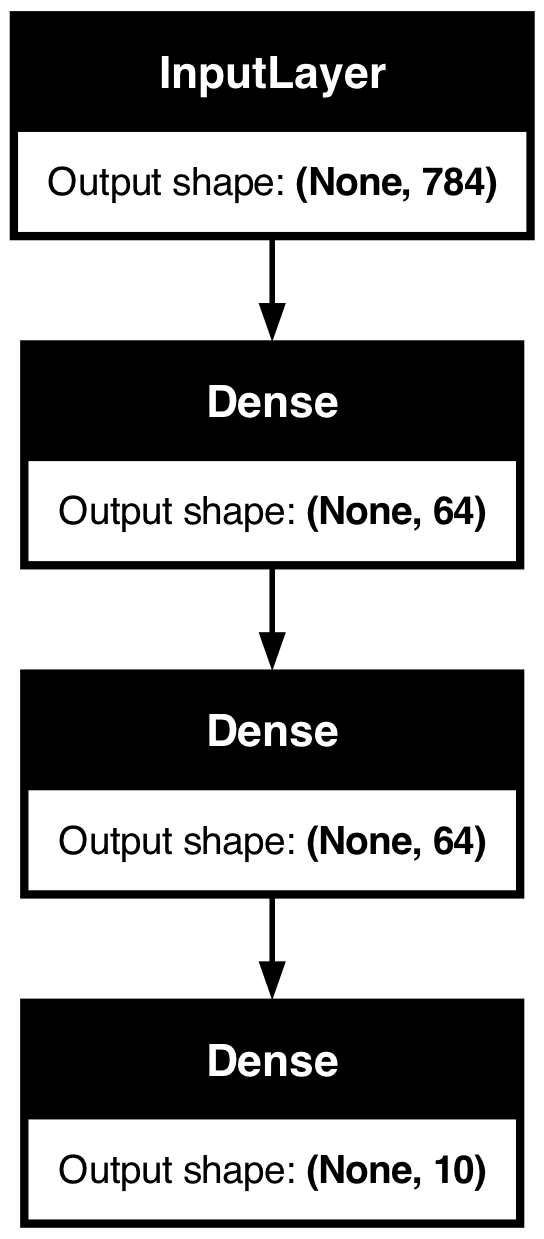 InputLayer
Output shape: (None, 784)
Dense
Output shape: (None, 64)
Dense
Output shape: (None, 64)
Dense
Output shape: (None, 10)